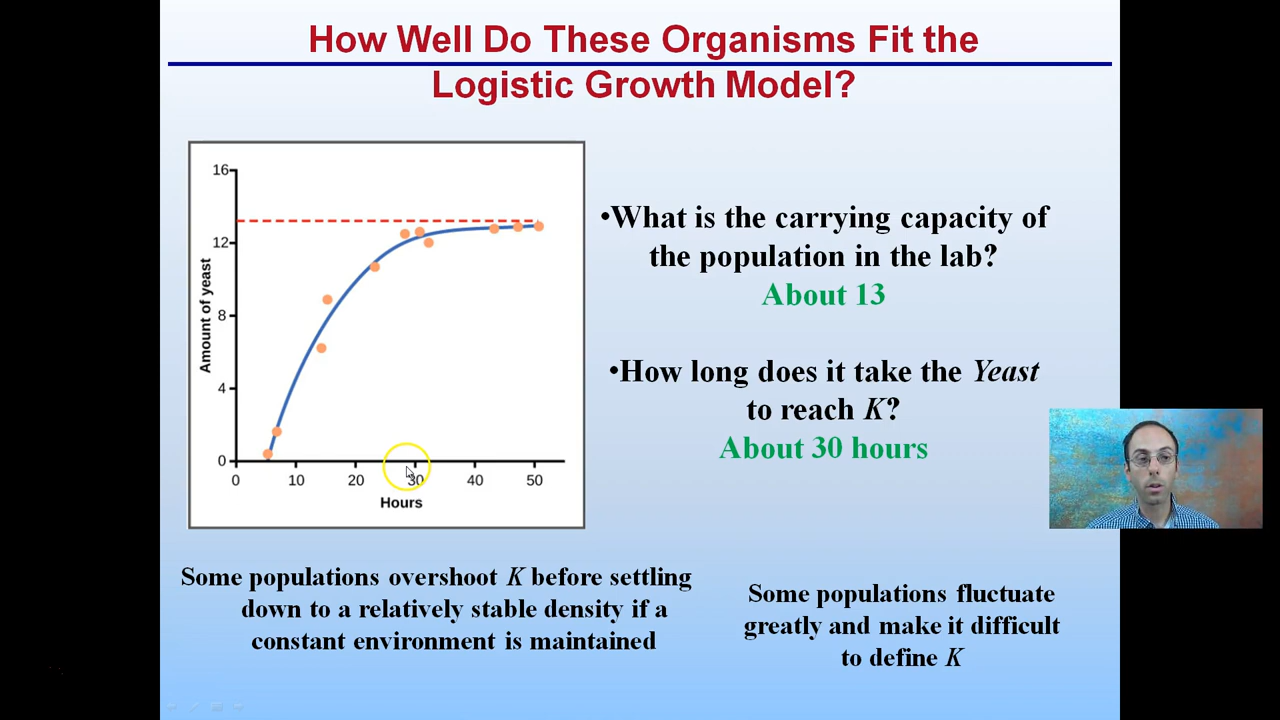 How Well Do These Organisms Fit the
Logistic Growth Model?
16
12
8
4
0
Amount of yeast
0 10 20 30 40 50
Hours
•What is the carrying capacity of
the population in the lab?
About 13
•How long does it take the Yeast
to reach K?
About 30 hours
Some populations overshoot K before settling
down to a relatively stable density if a
constant environment is maintained
Some populations fluctuate
greatly and make it difficult
to define K